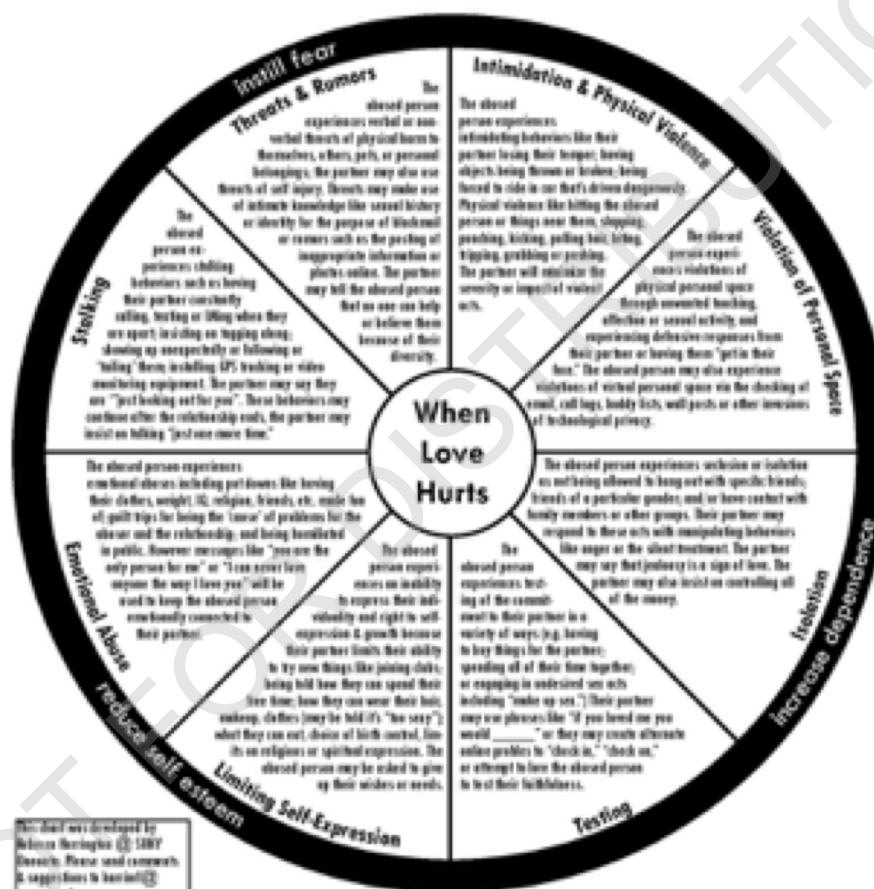 instill fear
Threats & Rumors
The
abused person
experiences verbal or non-
verbal threats of physical harm to
themselves, others, pets, or personal
belongings; the partner may also use
threats of self injury. Threats may make use
of intimate knowledge like sexual history
or identity for the purpose of blackmail
or rumors such as the posting of
inappropriate information or
photos online. The partner
may tell the abused person
that no one can help
or believe them
because of their
diversity.
Intimidation & Physical Violence
The abused
person experiences
intimidating behaviors like their
partner losing their temper; having
objects being thrown or broken; being
forced to ride in car that's driven dangerously.
Physical violence like hitting the abused
person or things near them, slapping,
punching, kicking, pulling hair, biting,
tripping, grabbing or pushing.
The partner will minimize the
severity or impact of violent
acts.
Violation of Personal Space
The abused
person experi-
ences violations of
physical personal space
through unwanted touching,
affection or sexual activity, and
experiencing defensive responses from
their partner or having them "get in their
face." The abused person may also experience
violations of virtual personal space via the checking of
email, call logs, buddy lists, wall posts or other invasions
of technological privacy.
Stalking
The
abused
person ex-
periences stalking
behaviors such as having
their partner constantly
calling, texting or IMing when they
are apart; insisting on tagging along;
showing up unexpectedly or following or
"tailing" them; installing GPS tracking or video
monitoring equipment. The partner may say they
are "just looking out for you". These behaviors may
continue after the relationship ends, the partner may
insist on talking "just one more time."
When
Love
Hurts
The abused person experiences
emotional abuses including put downs like having
their clothes, weight, IQ, religion, friends, etc. made fun
of; guilt trips for being the 'cause' of problems for the
abuser and the relationship; and being humiliated
in public. However messages like "you are the
only person for me" or "I can never love
anyone the way I love you" will be
used to keep the abused person
emotionally connected to
their partner.
Emotional Abuse
The abused person experiences seclusion or isolation
as not being allowed to hang out with specific friends;
friends of a particular gender; and/or have contact with
family members or other groups. Their partner may
respond to these acts with manipulating behaviors
like anger or the silent treatment. The partner
may say that jealousy is a sign of love. The
partner may also insist on controlling all
of the money.
Isolation
increase dependence
The abused
person experi-
ences an inability
to express their indi-
viduality and right to self-
expression & growth because
their partner limits their ability
to try new things like joining clubs;
being told how they can spend their
free time; how they can wear their hair,
makeup, clothes (may be told it's "too sexy");
what they can eat; choice of birth control, lim-
its on religious or spiritual expression. The
abused person may be asked to give
up their wishes or needs.
Limiting Self-Expression
reduce self esteem
The
abused person
experiences test-
ing of the commit-
ment to their partner in a
variety of ways (e.g. having
to buy things for the partner;
spending all of their time together;
or engaging in undesired sex acts
including "make up sex.") Their partner
may use phrases like "if you loved me you
would ______" or they may create alternate
online profiles to "check in," "check on,"
or attempt to lure the abused person
to test their faithfulness.
Testing
This chart was developed by
Rebecca Harrington @ SUNY
Oneonta. Please send comments
& suggestions to
FOR DISTRIBUTIO